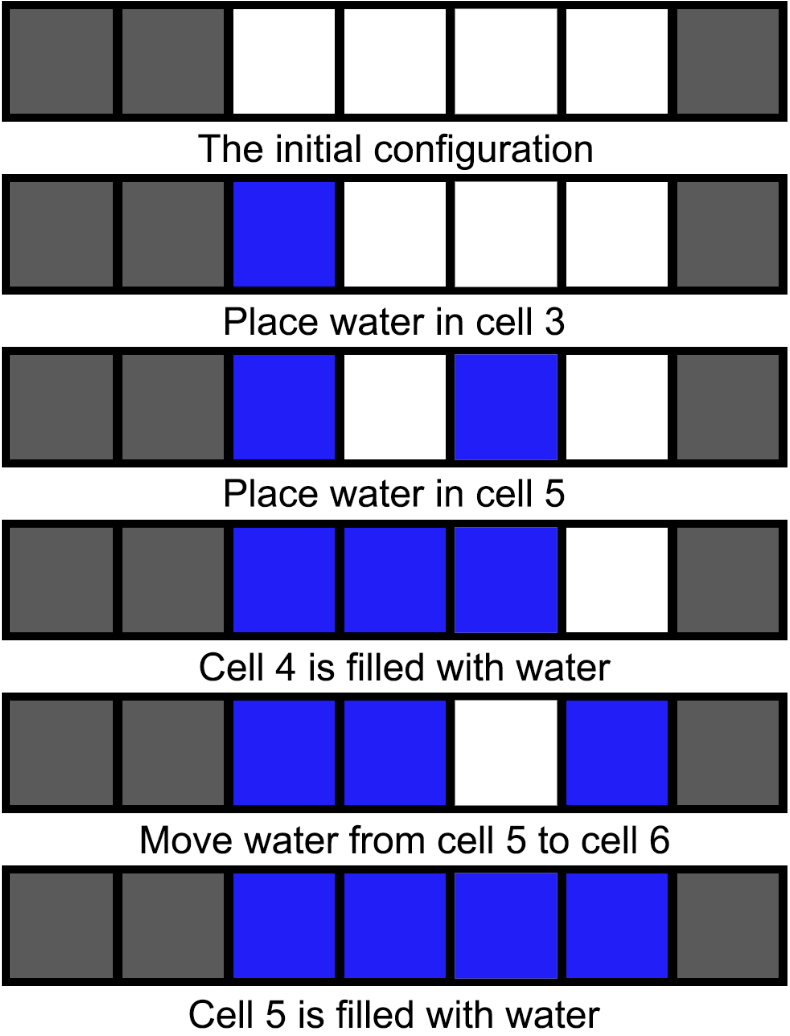 The initial configuration
Place water in cell 3
Place water in cell 5
Cell 4 is filled with water
Move water from cell 5 to cell 6
Cell 5 is filled with water